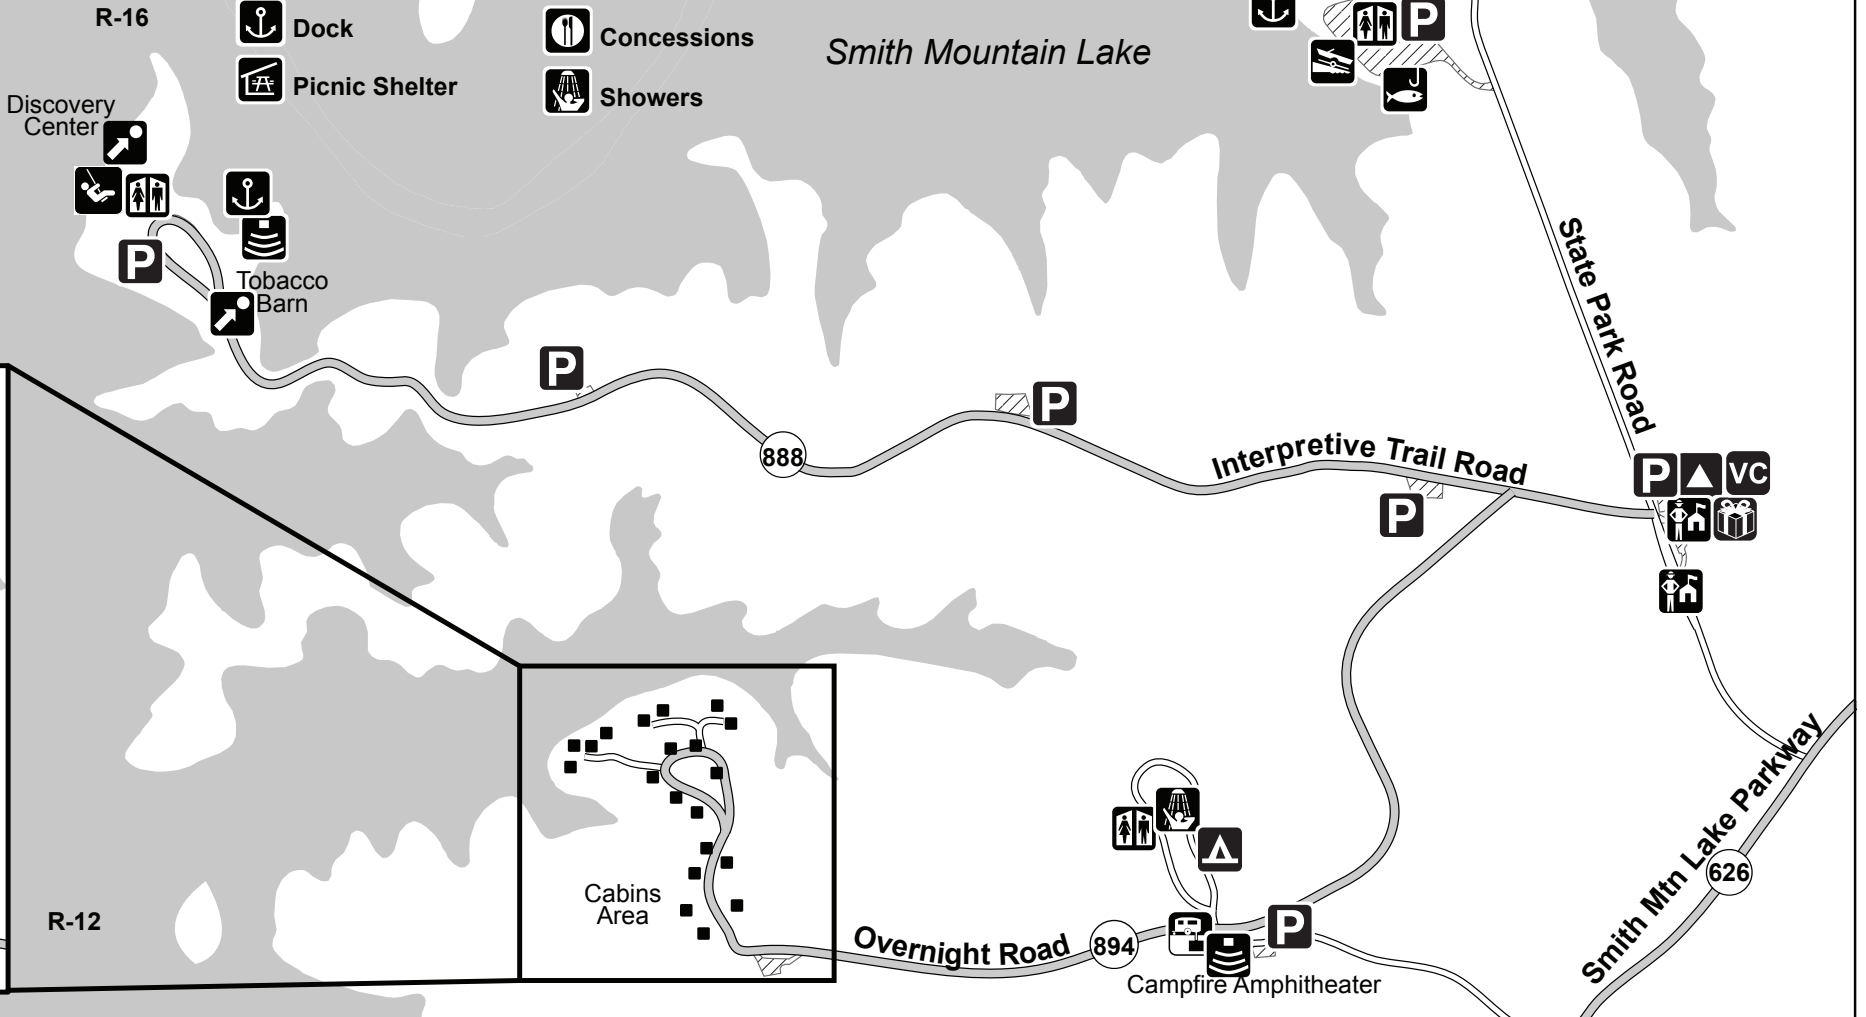 R-16
Dock
Concessions
Picnic Shelter
Showers
Smith Mountain Lake
P
Discovery
Center
P
Tobacco
Barn
State Park Road
P
P
888
Interpretive Trail Road
P
P
VC
Smith Mtn Lake Parkway
626
Cabins
Area
R-12
Overnight Road
894
P
Campfire Amphitheater